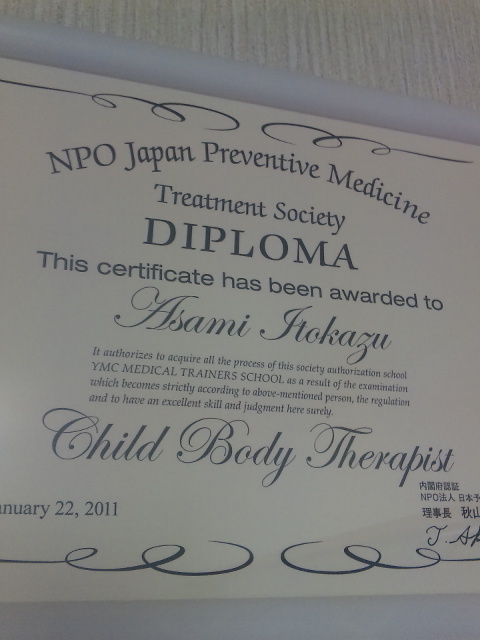 NPO Japan Preventive Medicine
Treatment Society
DIPLOMA
This certificate has been awarded to
Asami Itokazu
It authorizes to acquire all the process of this society authorization school
YMC MEDICAL TRAINERS SCHOOL as a result of the examination
which becomes strictly according to above-mentioned person, the regulation
and to have an excellent skill and judgment here surely.
Child Body Therapist
内閣府認証
NPO法人 日本予
理事長 秋山
anuary 22, 2011